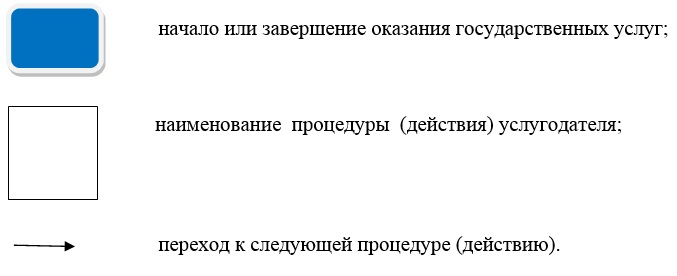 начало или завершение оказания государственных услуг;
наименование процедуры (действия) услугодателя;
переход к следующей процедуре (действию).